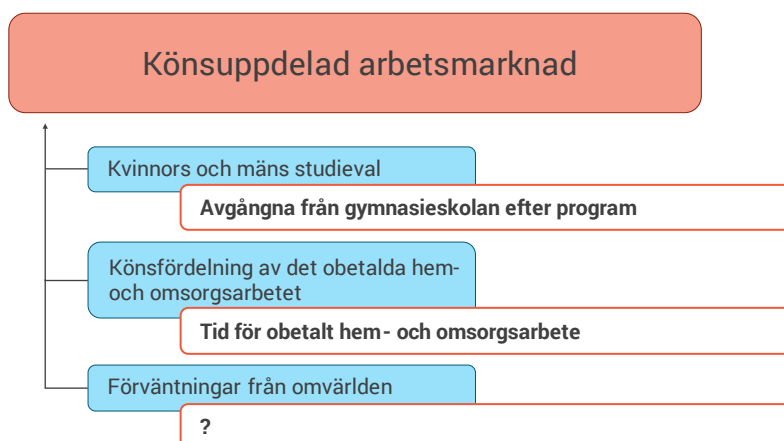 Könsuppdelad arbetsmarknad
Kvinnors och mäns studieval
Avgångna från gymnasieskolan efter program
Könsfördelning av det obetalda hem-
och omsorgsarbetet
Tid för obetalt hem- och omsorgsarbete
Förväntningar från omvärlden
?